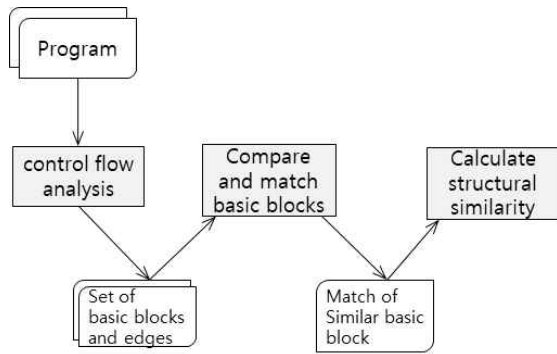 Program
control flow
analysis
Compare
and match
basic blocks
Calculate
structural
similarity
Set of
basic blocks
and edges
Match of
Similar basic
block